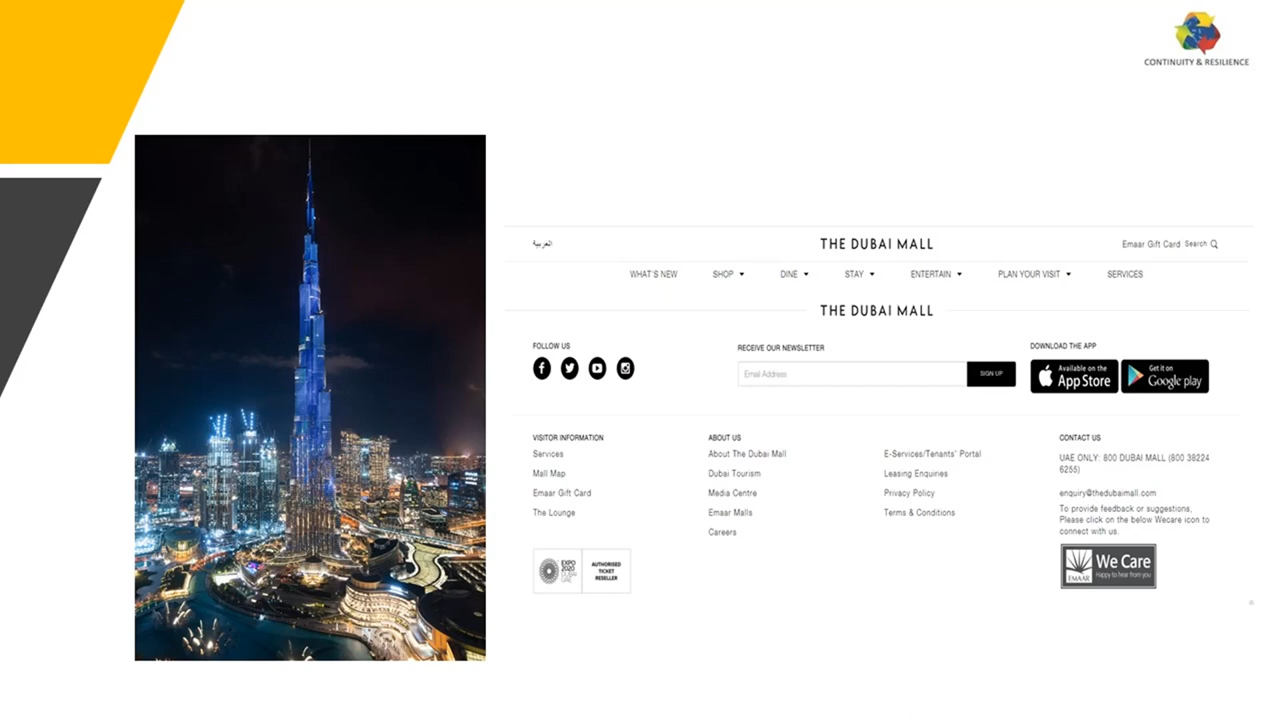 CONTINUITY & RESILIENCE
العربية
THE DUBAI MALL
Emaar Gift Card Search
WHAT'S NEW
SHOP
DINE
STAY
ENTERTAIN
PLAN YOUR VISIT
SERVICES
THE DUBAI MALL
FOLLOW US
RECEIVE OUR NEWSLETTER
Email Address
SIGN UP
DOWNLOAD THE APP
Available on the
App Store
Get it on
Google play
VISITOR INFORMATION
Services
Mall Map
Emaar Gift Card
The Lounge
ABOUT US
About The Dubai Mall
Dubai Tourism
Media Centre
Emaar Malls
Careers
E-Services/Tenants' Portal
Leasing Enquiries
Privacy Policy
Terms & Conditions
CONTACT US
UAE ONLY: 800 DUBAI MALL (800 38224
6255)
enquiry@thedubaimall.com
To provide feedback or suggestions,
Please click on the below Wecare icon to
connect with us.
EXPO
2020
DUBAI
UAE
AUTHORISED
TICKET
RESELLER
EMAAR
We Care
Happy to hear from you